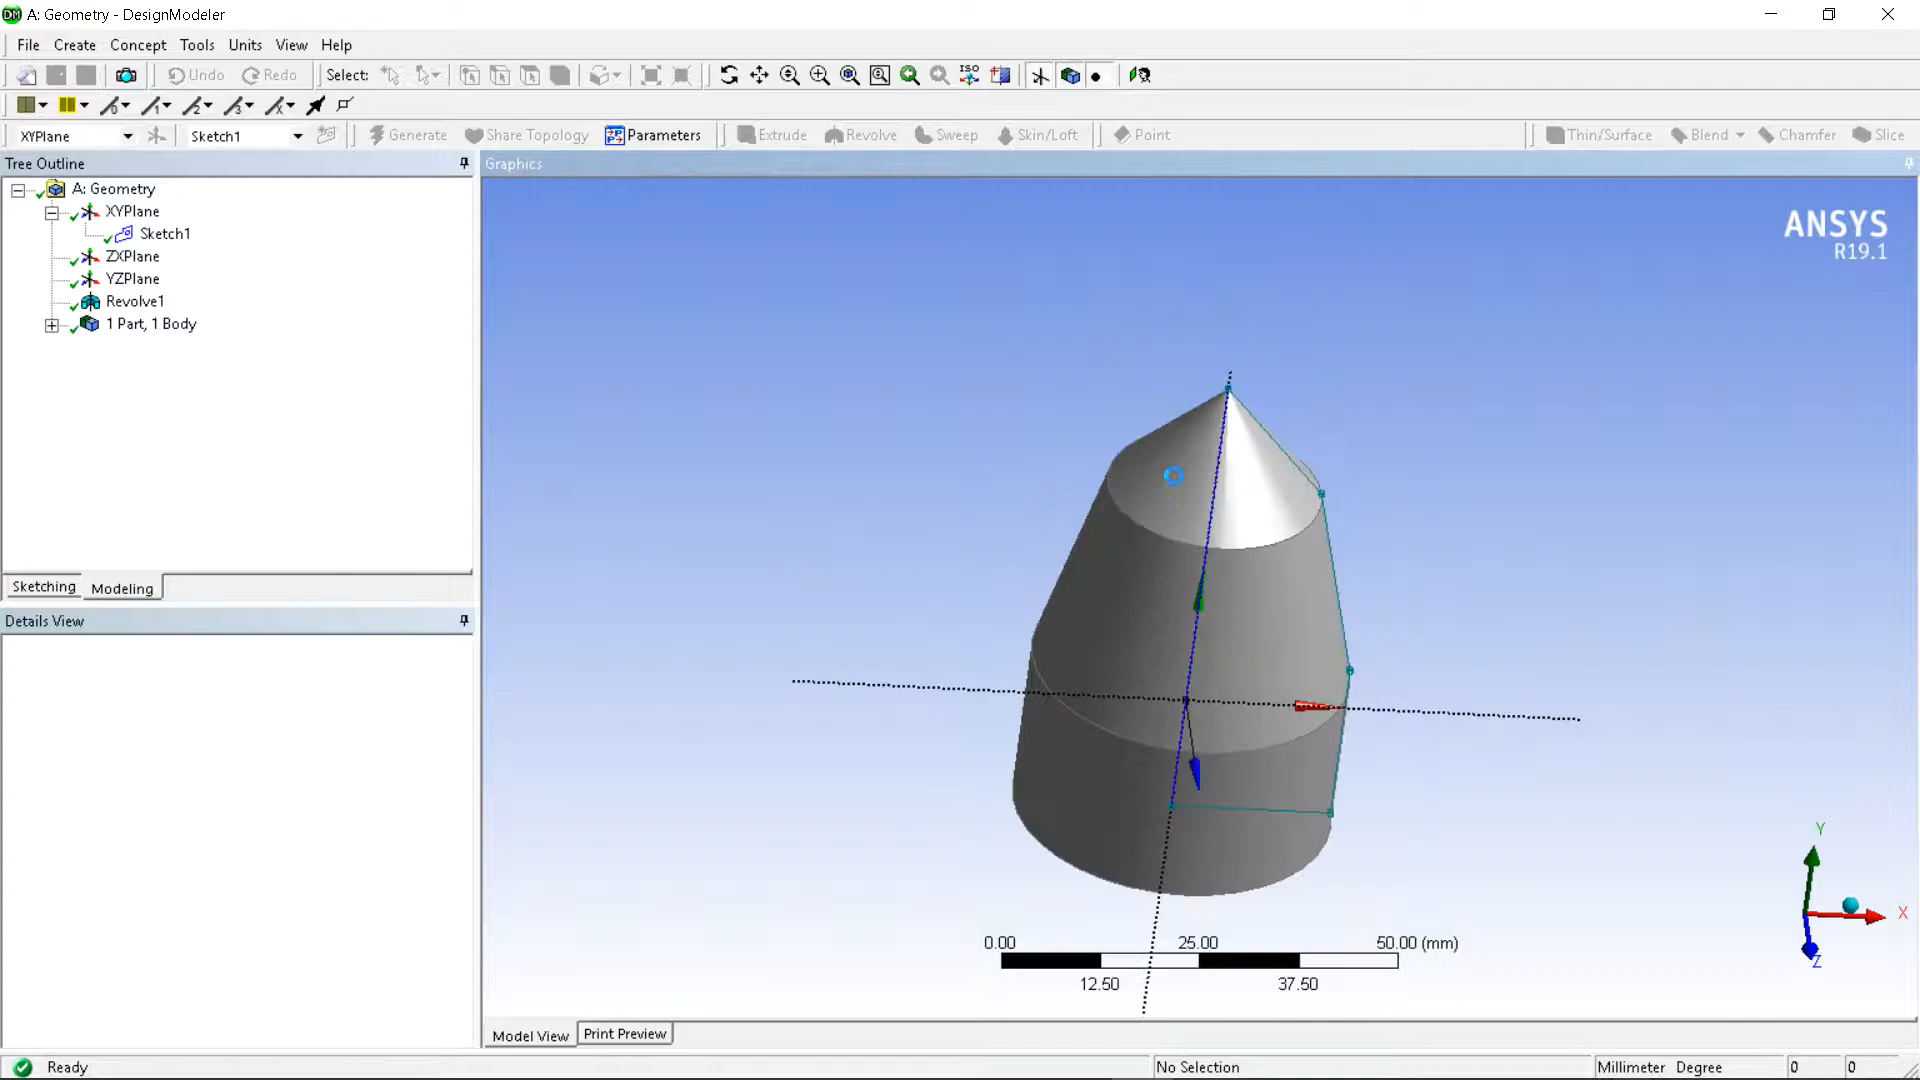 A: Geometry - DesignModeler
File Create Concept Tools Units View Help
Undo Redo Select: ISO
XYPlane Sketch1 Generate Share Topology Parameters Extrude Revolve Sweep Skin/Loft Point Thin/Surface Blend Chamfer Slice
Tree Outline
Graphics
A: Geometry
XYPlane
Sketch1
ZXPlane
YZPlane
Revolve1
1 Part, 1 Body
Sketching Modeling
Details View
ANSYS
R19.1
0.00 25.00 50.00 (mm)
12.50 37.50
Y
X
Z
Model View Print Preview
Ready No Selection Millimeter Degree 0 0